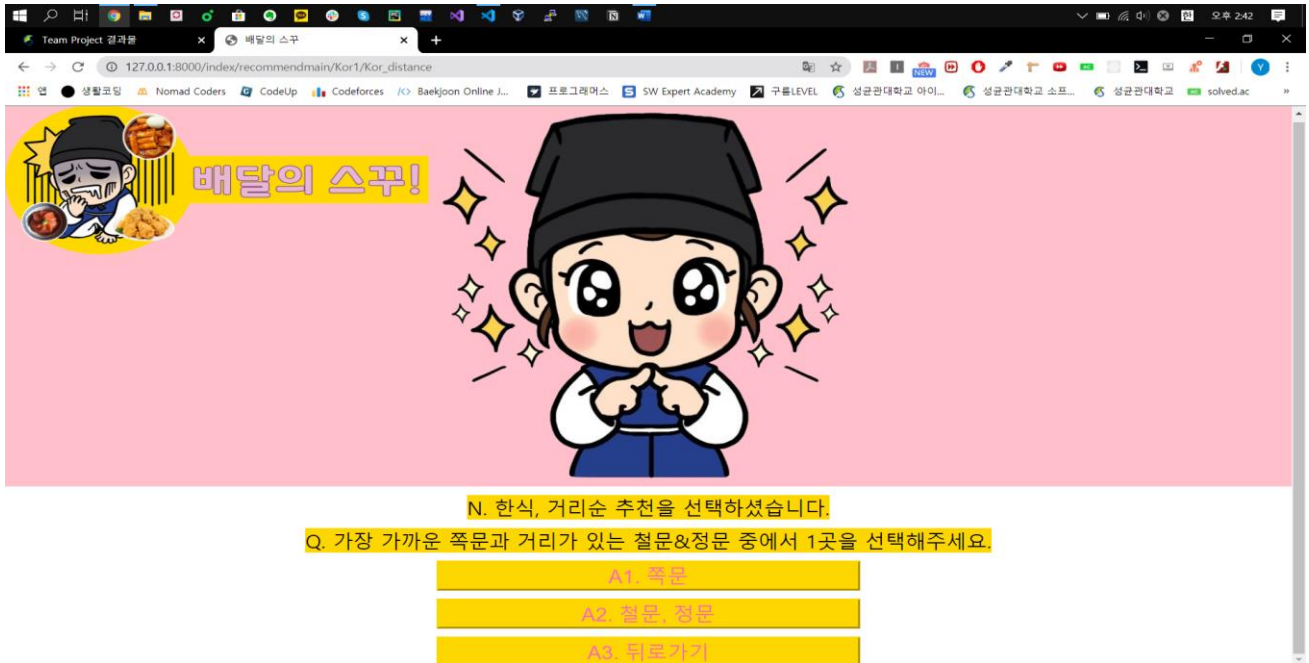 오후 2:42
Team Project 결과물
배달의 스꾸
127.0.0.1:8000/index/recommendmain/Kor1/Kor_distance
NEW
Y
앱 생활코딩 Nomad Coders CodeUp Codeforces Baekjoon Online J... 프로그래머스 SW Expert Academy 구름LEVEL 성균관대학교 아이... 성균관대학교 소프... 성균관대학교 solved.ac »
배달의 스꾸!
N. 한식, 거리순 추천을 선택하셨습니다.
Q. 가장 가까운 쪽문과 거리가 있는 철문&정문 중에서 1곳을 선택해주세요.
A1. 쪽문
A2. 철문, 정문
A3. 뒤로가기